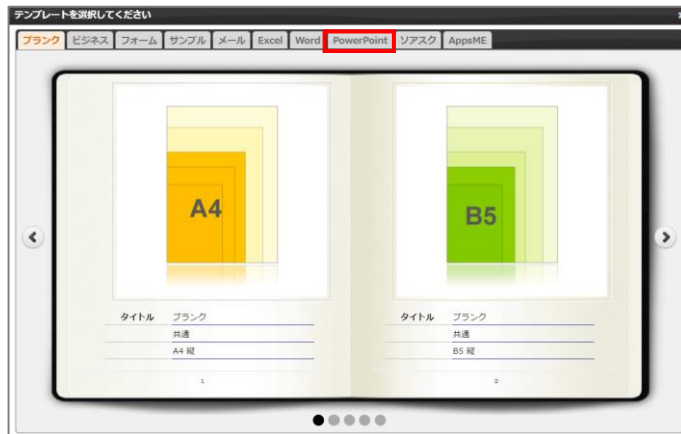 テンプレートを選択してください
ブランク ビジネス フォーム サンプル メール Excel Word PowerPoint ソアスク AppsME
A4
B5
タイトル ブランク
共通
A4 縦
1
タイトル ブランク
共通
B5 縦
2